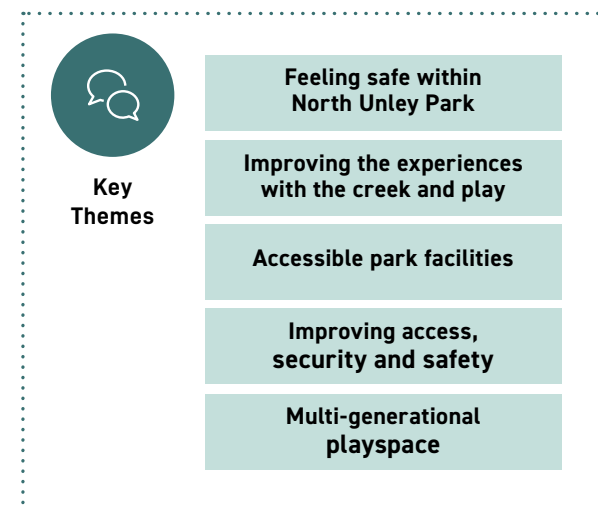 Key
Themes
Feeling safe within
North Unley Park
Improving the experiences
with the creek and play
Accessible park facilities
Improving access,
security and safety
Multi-generational
playspace